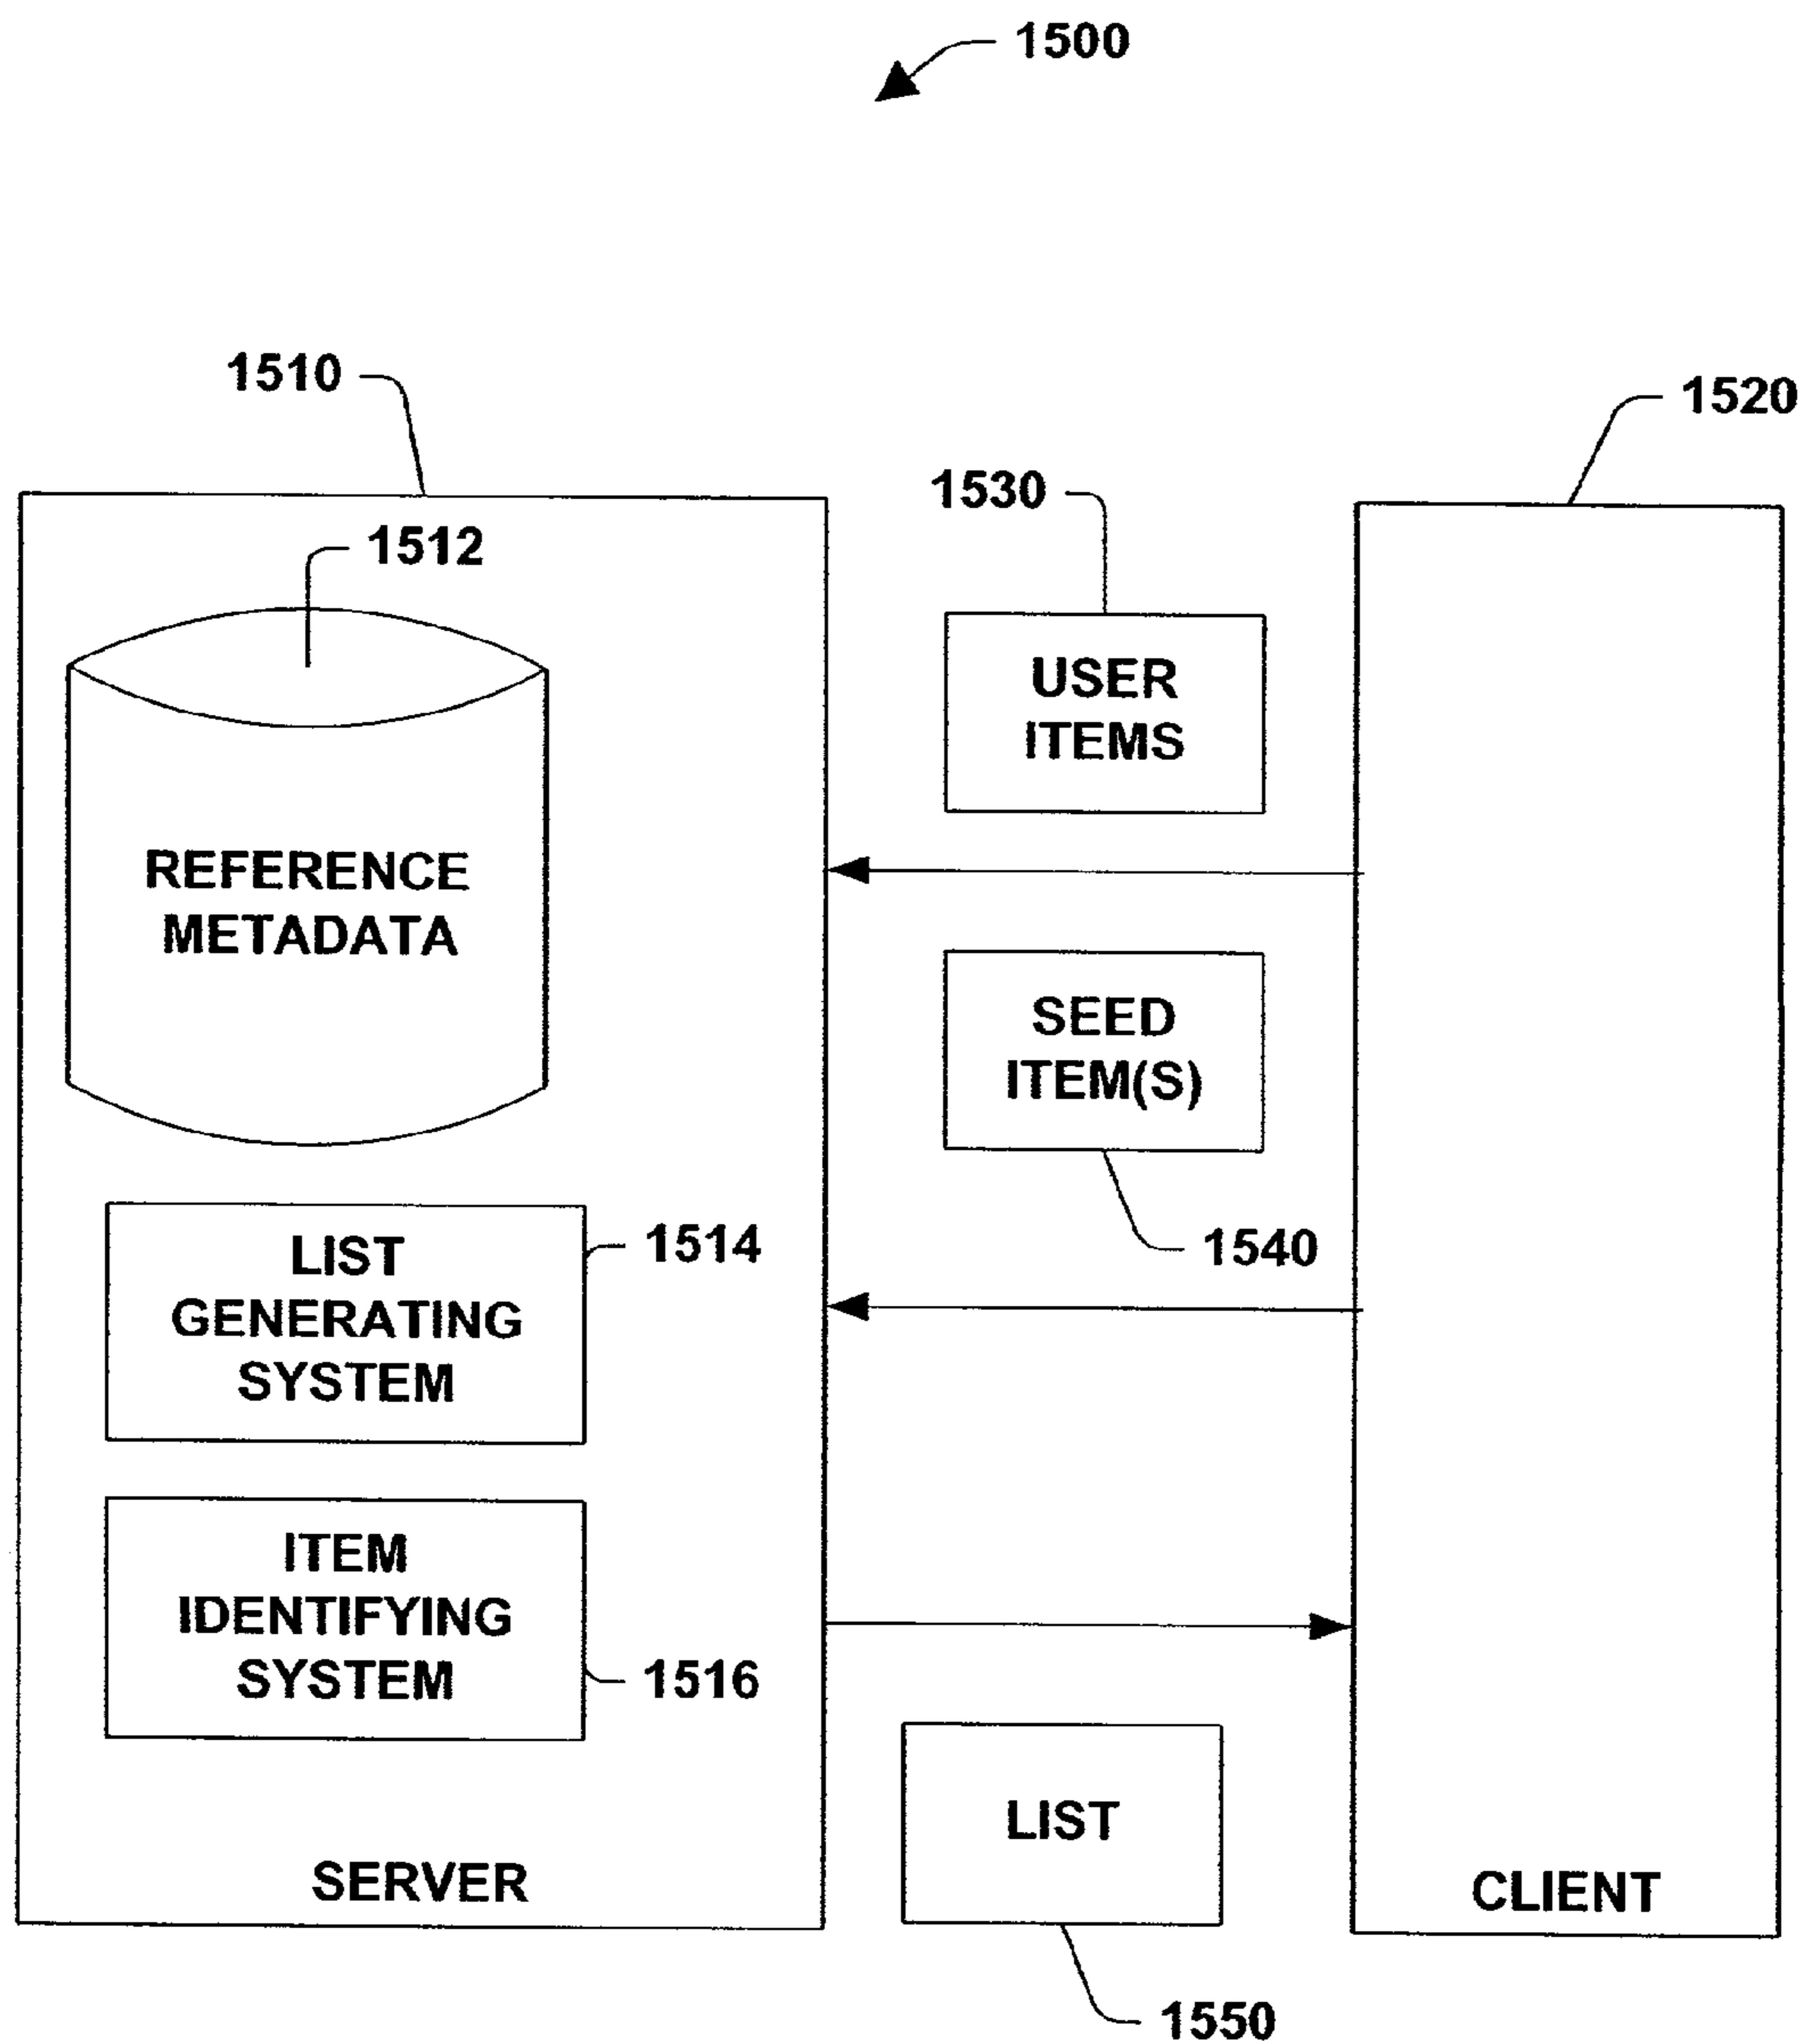 1500
1510
1520
1530
1512
USER
ITEMS
REFERENCE
METADATA
SEED
ITEM(S)
1540
LIST
GENERATING
SYSTEM
1514
ITEM
IDENTIFYING
SYSTEM
1516
LIST
SERVER
CLIENT
1550